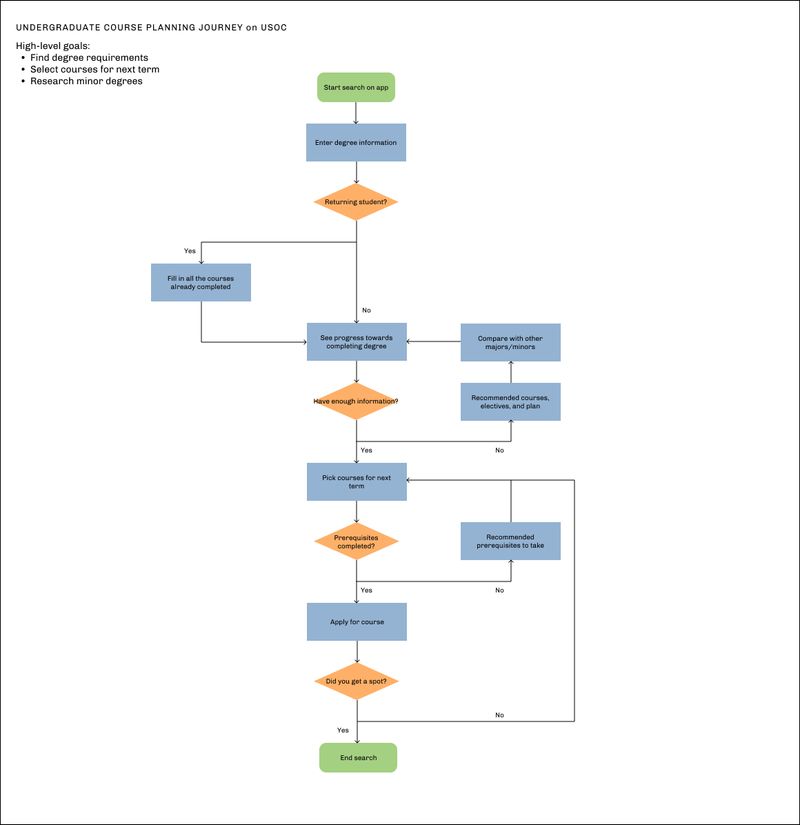 UNDERGRADUATE COURSE PLANNING JOURNEY on USOC
High-level goals:
• Find degree requirements
• Select courses for next term
• Research minor degrees
Start search on app
Enter degree information
Returning student?
Yes
Fill in all the courses
already completed
No
See progress towards
completing degree
Compare with other
majors/minors
Have enough information?
Recommended courses,
electives, and plan
Yes
No
Pick courses for next
term
Prerequisites
completed?
Recommended
prerequisites to take
Yes
No
Apply for course
Did you get a spot?
No
Yes
End search